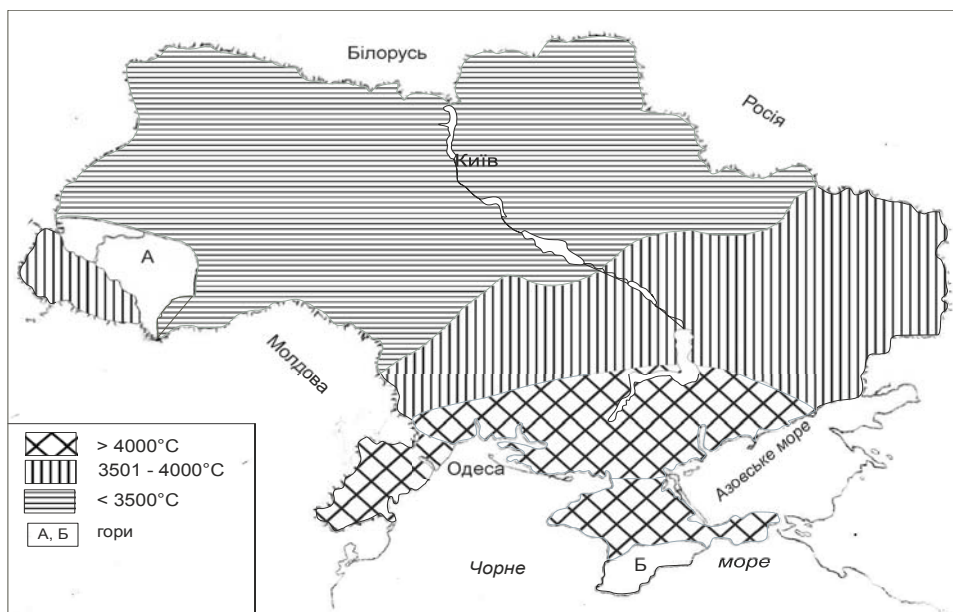 Білорусь
Росія
Київ
А
Молдова
Одеса
Азовське море
Чорне море
Б
> 4000°C
3501 - 4000°C
< 3500°C
А, Б гори